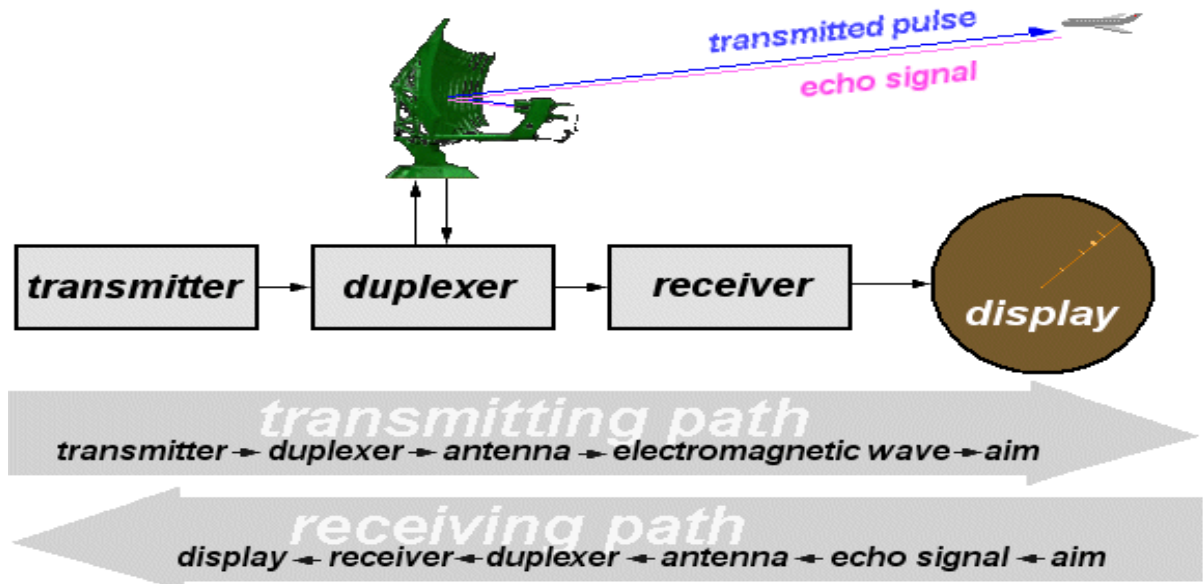 transmitted pulse
echo signal
transmitter
duplexer
receiver
display
transmitting path
transmitter → duplexer → antenna → electromagnetic wave → aim
receiving path
display ← receiver ← duplexer ← antenna ← echo signal ← aim